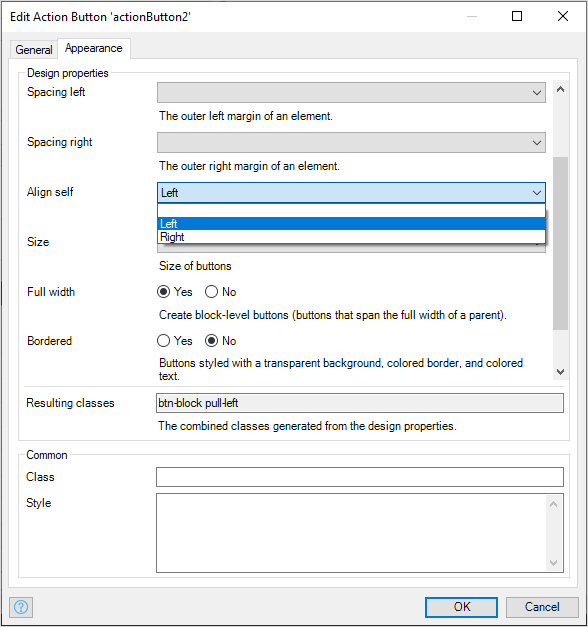 Edit Action Button 'actionButton2'
General
Appearance
Design properties
Spacing left
The outer left margin of an element.
Spacing right
The outer right margin of an element.
Align self
Left
Left
Right
Size
Size of buttons
Full width
Yes
No
Create block-level buttons (buttons that span the full width of a parent).
Bordered
Yes
No
Buttons styled with a transparent background, colored border, and colored
text.
Resulting classes
btn-block pull-left
The combined classes generated from the design properties.
Common
Class
Style
?
OK
Cancel